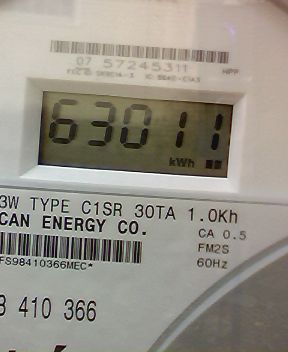 07 57245311
63011
kWh
3W TYPE C1SR 30TA 1.0Kh
CAN ENERGY CO.
CA 0.5
FM2S
60Hz
FS98410366MEC*
410 366